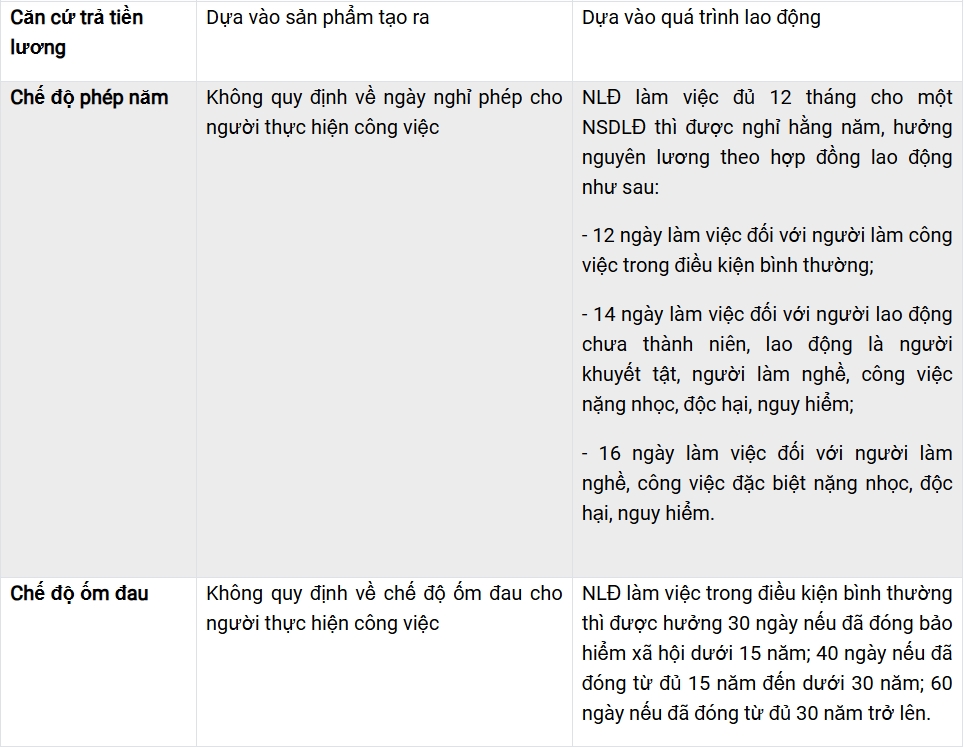 Căn cứ trả tiền
lương
Dựa vào sản phẩm tạo ra
Dựa vào quá trình lao động
Chế độ phép năm
Không quy định về ngày nghỉ phép cho
người thực hiện công việc
NLĐ làm việc đủ 12 tháng cho một
NSDLĐ thì được nghỉ hằng năm, hưởng
nguyên lương theo hợp đồng lao động
như sau:
- 12 ngày làm việc đối với người làm công
việc trong điều kiện bình thường;
- 14 ngày làm việc đối với người lao động
chưa thành niên, lao động là người
khuyết tật, người làm nghề, công việc
nặng nhọc, độc hại, nguy hiểm;
- 16 ngày làm việc đối với người làm
nghề, công việc đặc biệt nặng nhọc, độc
hại, nguy hiểm.
Chế độ ốm đau
Không quy định về chế độ ốm đau cho
người thực hiện công việc
NLĐ làm việc trong điều kiện bình thường
thì được hưởng 30 ngày nếu đã đóng bảo
hiểm xã hội dưới 15 năm; 40 ngày nếu đã
đóng từ đủ 15 năm đến dưới 30 năm; 60
ngày nếu đã đóng từ đủ 30 năm trở lên.